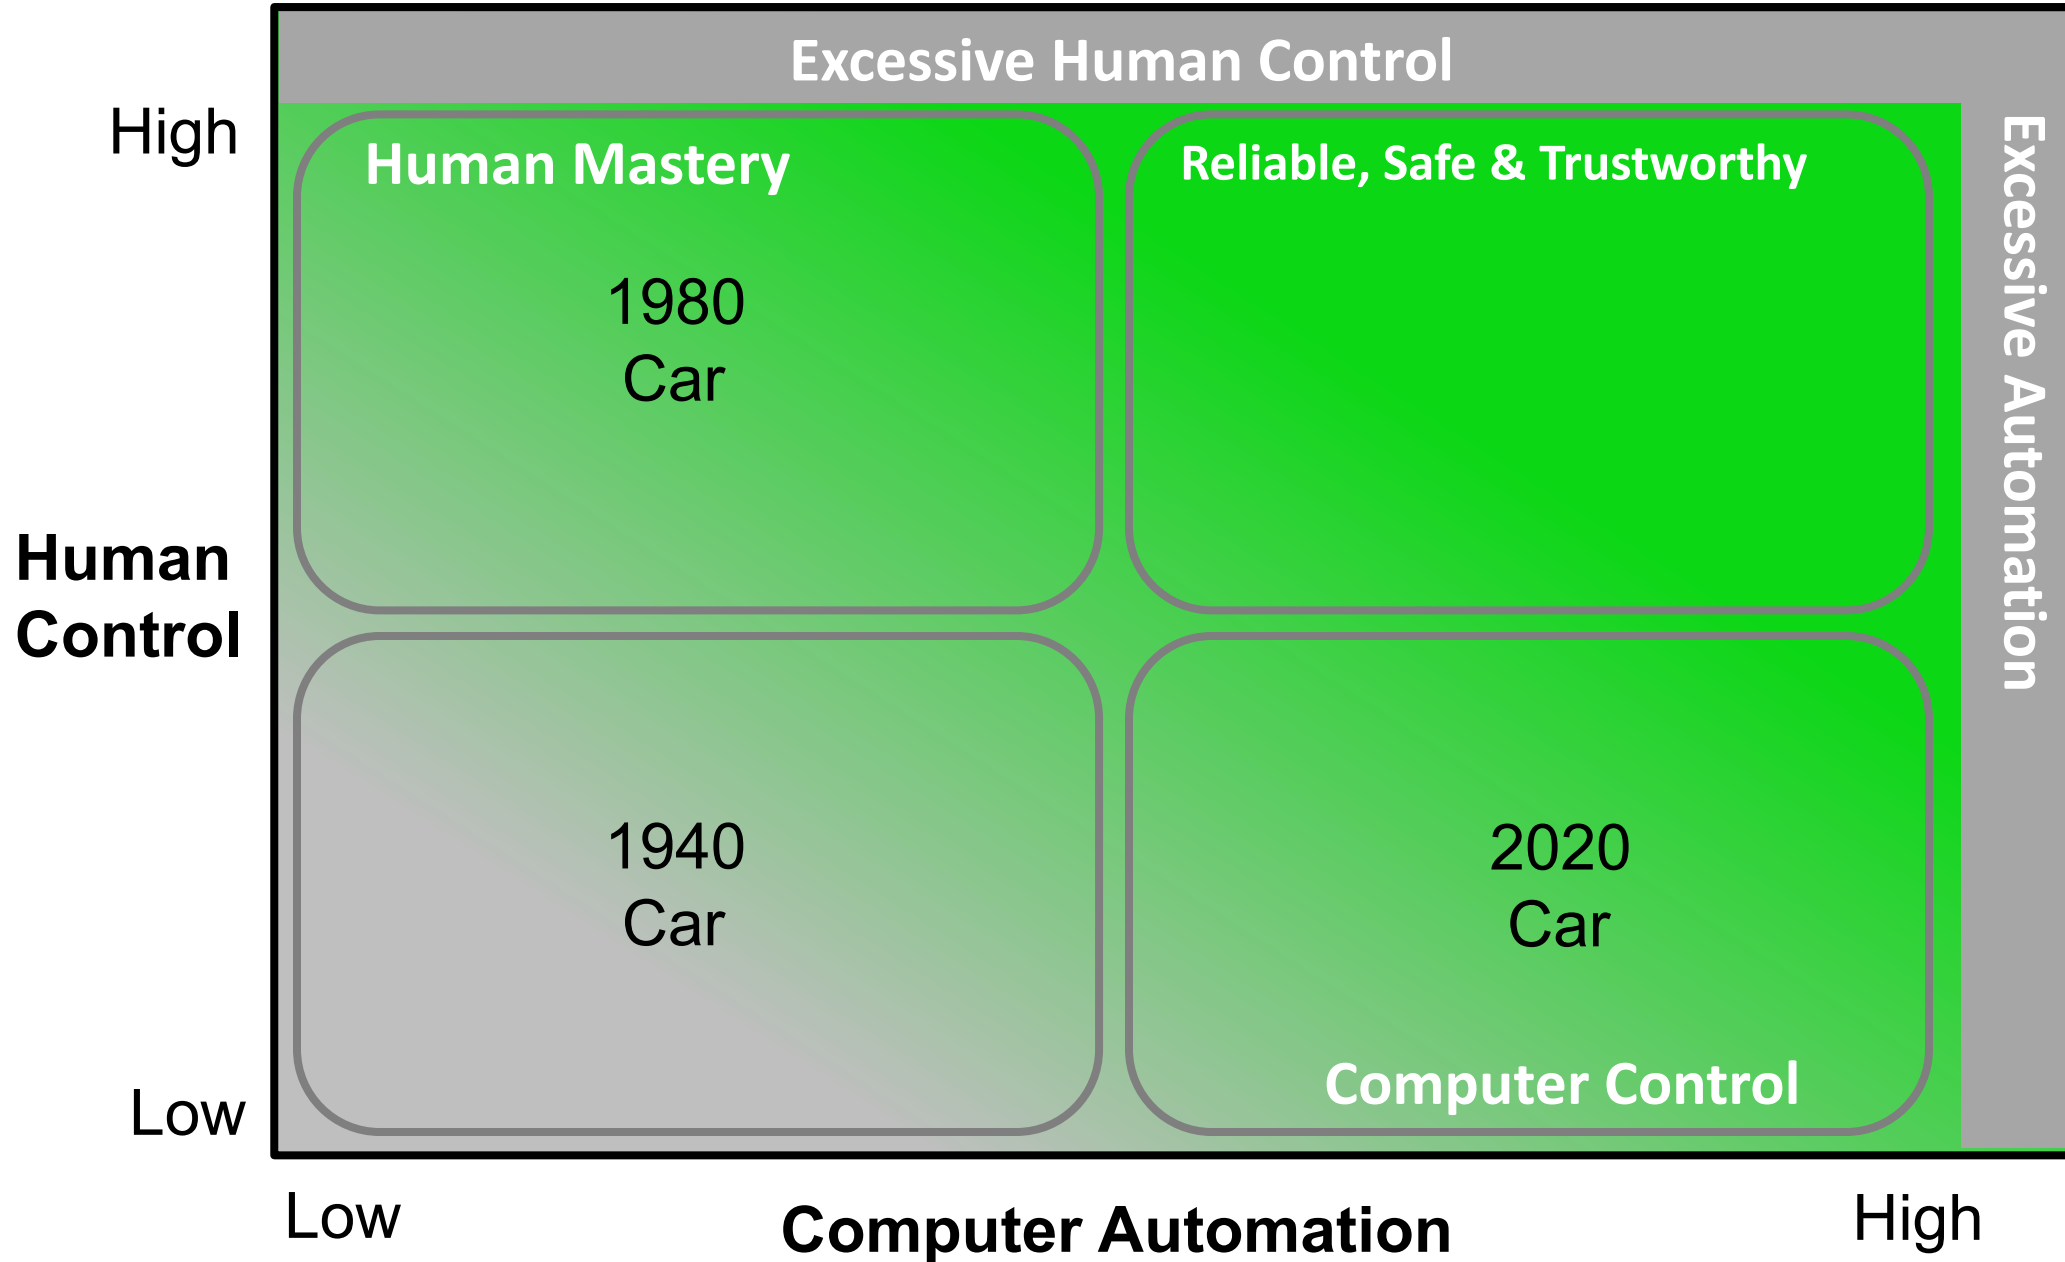 Excessive Human Control
High
Human Mastery
Reliable, Safe & Trustworthy
Excessive Automation
1980
Car
Human
Control
1940
Car
2020
Car
Computer Control
Low
Low
Computer Automation
High